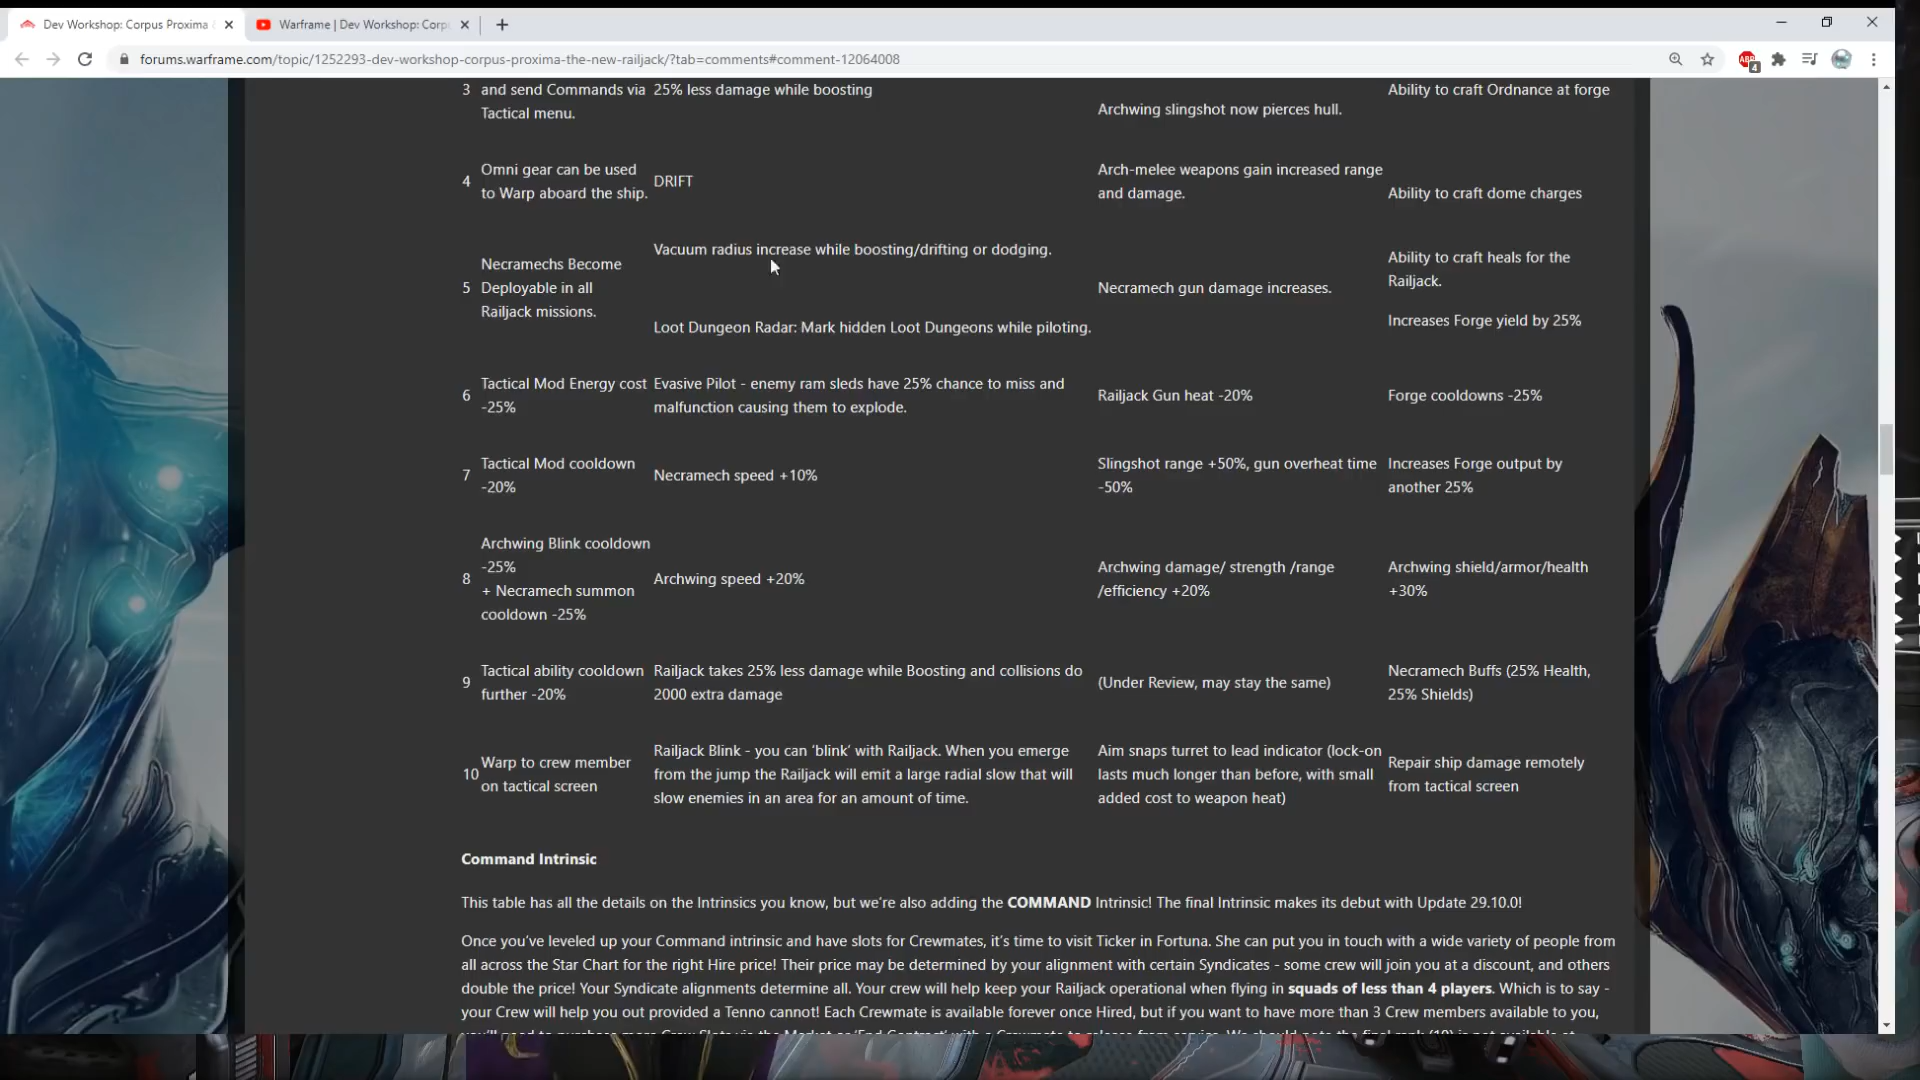 Dev Workshop: Corpus Proxima
Warframe | Dev Workshop: Corp
forums.warframe.com/topic/1252293-dev-workshop-corpus-proxima-the-new-railjack/?tab=comments#comment-12064008
ABP
4
3 and send Commands via Tactical menu.
25% less damage while boosting
Archwing slingshot now pierces hull.
Ability to craft Ordnance at forge
4 Omni gear can be used
to Warp aboard the ship.
DRIFT
Arch-melee weapons gain increased range
and damage.
Ability to craft dome charges
5 Necramechs Become
Deployable in all
Railjack missions.
Vacuum radius increase while boosting/drifting or dodging.
Loot Dungeon Radar: Mark hidden Loot Dungeons while piloting.
Necramech gun damage increases.
Ability to craft heals for the
Railjack.
Increases Forge yield by 25%
6 Tactical Mod Energy cost
-25%
Evasive Pilot - enemy ram sleds have 25% chance to miss and
malfunction causing them to explode.
Railjack Gun heat -20%
Forge cooldowns -25%
7 Tactical Mod cooldown
-20%
Necramech speed +10%
Slingshot range +50%, gun overheat time
-50%
Increases Forge output by
another 25%
8 Archwing Blink cooldown
-25%
+ Necramech summon
cooldown -25%
Archwing speed +20%
Archwing damage/ strength /range
/efficiency +20%
Archwing shield/armor/health
+30%
9 Tactical ability cooldown
further -20%
Railjack takes 25% less damage while Boosting and collisions do
2000 extra damage
(Under Review, may stay the same)
Necramech Buffs (25% Health,
25% Shields)
10 Warp to crew member
on tactical screen
Railjack Blink - you can ‘blink’ with Railjack. When you emerge
from the jump the Railjack will emit a large radial slow that will
slow enemies in an area for an amount of time.
Aim snaps turret to lead indicator (lock-on
lasts much longer than before, with small
added cost to weapon heat)
Repair ship damage remotely
from tactical screen
Command Intrinsic
This table has all the details on the Intrinsics you know, but we’re also adding the COMMAND Intrinsic! The final Intrinsic makes its debut with Update 29.10.0!
Once you’ve leveled up your Command intrinsic and have slots for Crewmates, it’s time to visit Ticker in Fortuna. She can put you in touch with a wide variety of people from
all across the Star Chart for the right Hire price! Their price may be determined by your alignment with certain Syndicates - some crew will join you at a discount, and others
double the price! Your Syndicate alignments determine all. Your crew will help keep your Railjack operational when flying in squads of less than 4 players. Which is to say -
your Crew will help you out provided a Tenno cannot! Each Crewmate is available forever once Hired, but if you want to have more than 3 Crew members available to you,